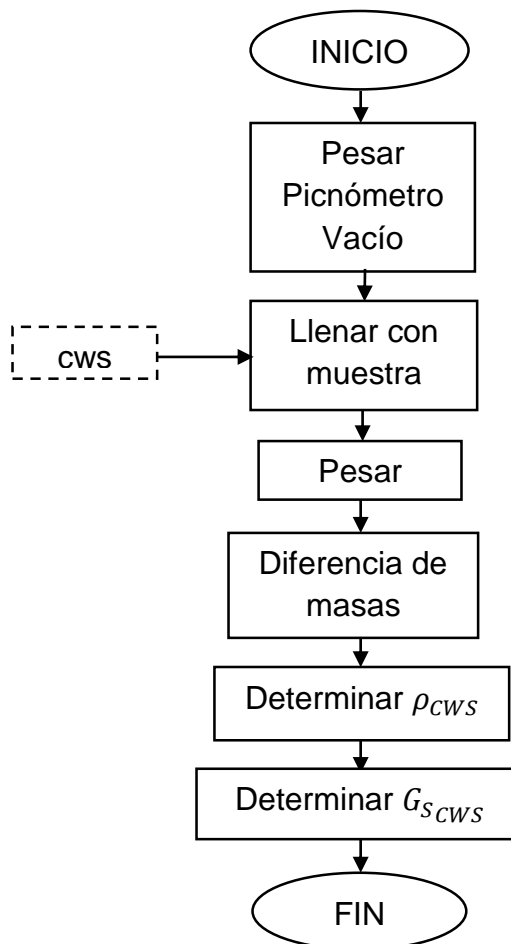 INICIO
Pesar
Picnómetro
Vacío
cws
Llenar con
muestra
Pesar
Diferencia de
masas
Determinar ρ_CWS
Determinar G_S_CWS
FIN